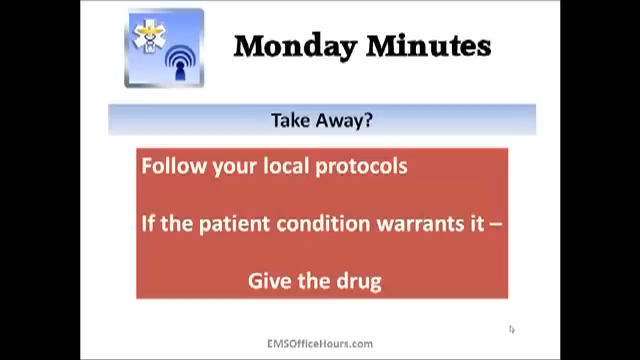 Monday Minutes
Take Away?
Follow your local protocols
If the patient condition warrants it –
Give the drug
EMSOfficeHours.com